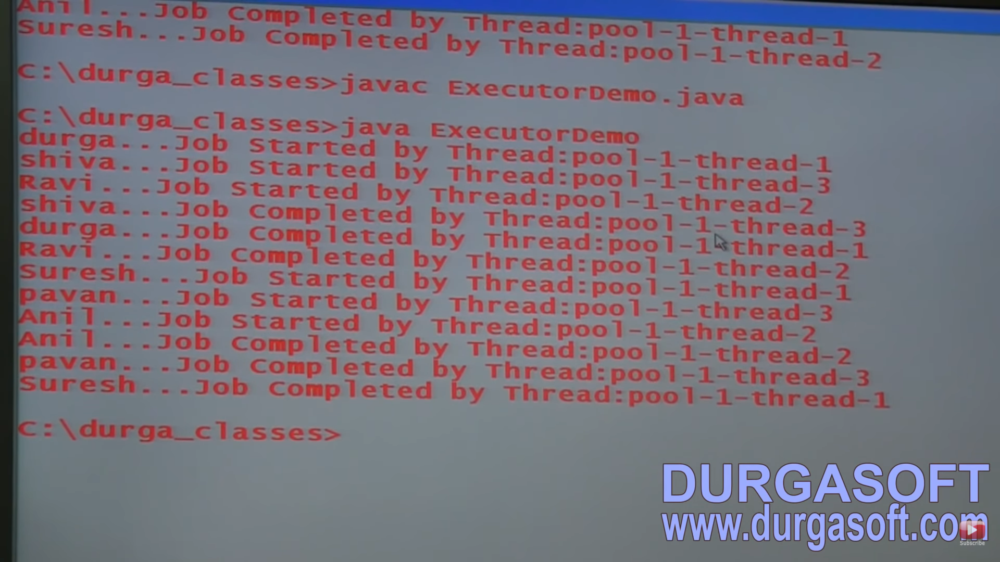 Anil...Job Completed by Thread:pool-1-thread-1
Suresh...Job Completed by Thread:pool-1-thread-2
C:\durga_classes>javac ExecutorDemo.java
C:\durga_classes>java ExecutorDemo
durga...Job Started by Thread:pool-1-thread-1
shiva...Job Started by Thread:pool-1-thread-3
Ravi...Job Started by Thread:pool-1-thread-2
shiva...Job Completed by Thread:pool-1-thread-3
durga...Job Completed by Thread:pool-1-thread-1
Ravi...Job Completed by Thread:pool-1-thread-2
Suresh...Job Started by Thread:pool-1-thread-1
pavan...Job Started by Thread:pool-1-thread-3
Anil...Job Started by Thread:pool-1-thread-2
Anil...Job Completed by Thread:pool-1-thread-2
pavan...Job Completed by Thread:pool-1-thread-3
Suresh...Job Completed by Thread:pool-1-thread-1
C:\durga_classes>
DURGASOFT
www.durgasoft.com
Subscribe